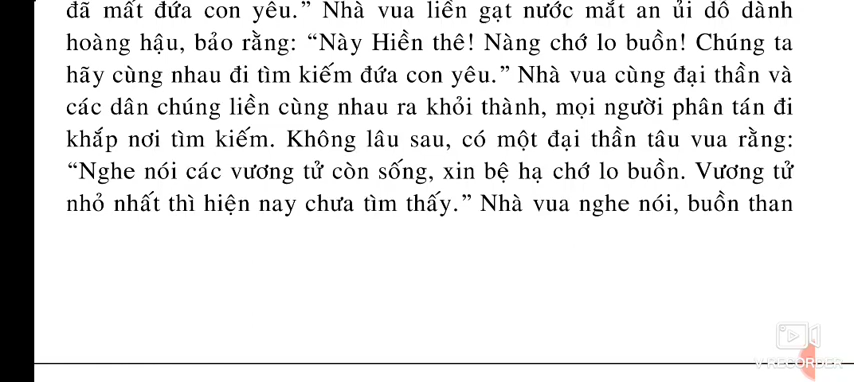 đã mất đứa con yêu.” Nhà vua liền gạt nước mắt an ủi dỗ dành
hoàng hậu, bảo rằng: “Này Hiền thê! Nàng chớ lo buồn! Chúng ta
hãy cùng nhau đi tìm kiếm đứa con yêu.” Nhà vua cùng đại thần và
các dân chúng liền cùng nhau ra khỏi thành, mọi người phân tán đi
khắp nơi tìm kiếm. Không lâu sau, có một đại thần tâu vua rằng:
“Nghe nói các vương tử còn sống, xin bệ hạ chớ lo buồn. Vương tử
nhỏ nhất thì hiện nay chưa tìm thấy.” Nhà vua nghe nói, buồn than
V RECORDER